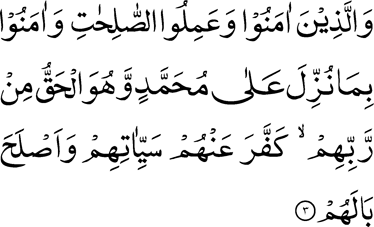 وَالَّذِيْنَ اٰمَنُوْا وَعَمِلُوا الصّٰلِحٰتِ وَاٰمَنُوْا
بِمَا نُزِّلَ عَلٰى مُحَمَّدٍ وَّهُوَ الْحَقُّ مِنْ
رَّبِّهِمْ ۙ كَفَّرَ عَنْهُمْ سَيِّاٰتِهِمْ وَاَصْلَحَ
بَالَهُمْ ۝۳